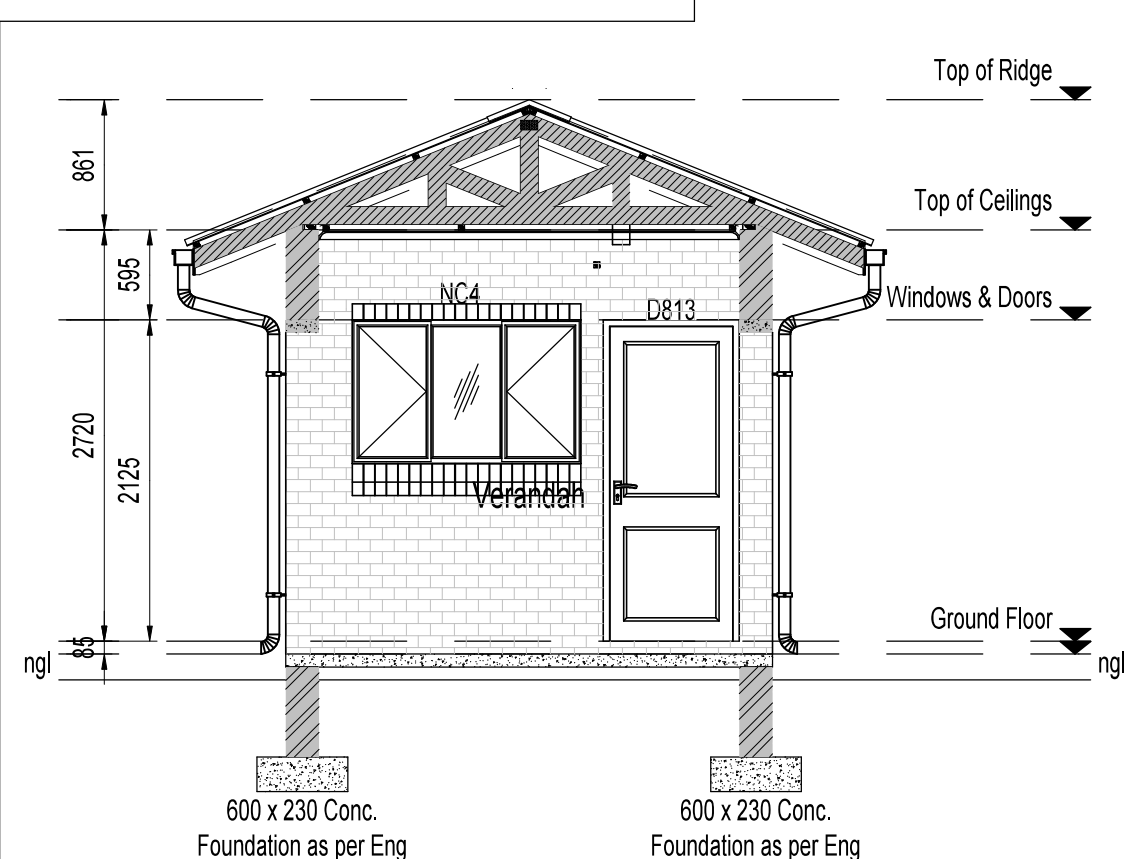 Top of Ridge
861
Top of Ceilings
595
Windows & Doors
NC4
D813
2720
2125
Verandah
Ground Floor
85
ngl
ngl
600 x 230 Conc.
Foundation as per Eng
600 x 230 Conc.
Foundation as per Eng